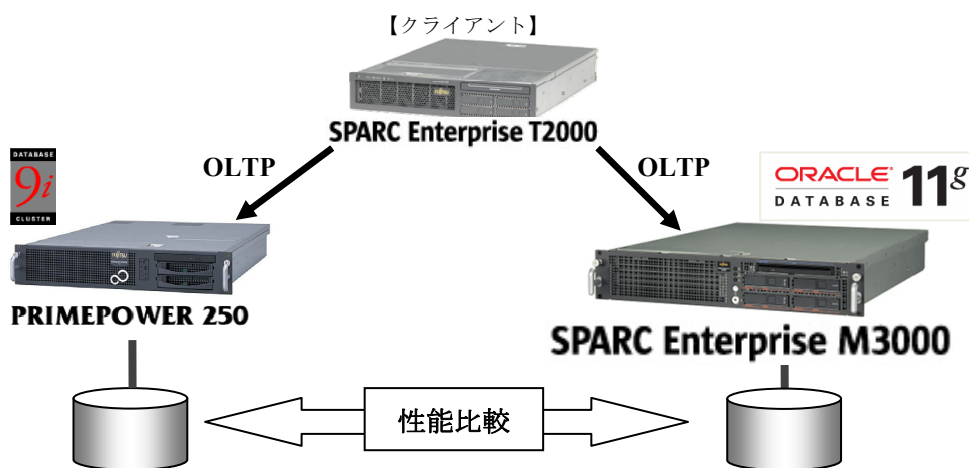 【クライアント】
SPARC Enterprise T2000
OLTP
OLTP
DATABASE
9i
CLUSTER
ORACLE
DATABASE
11g
PRIMEPOWER 250
SPARC Enterprise M3000
性能比較